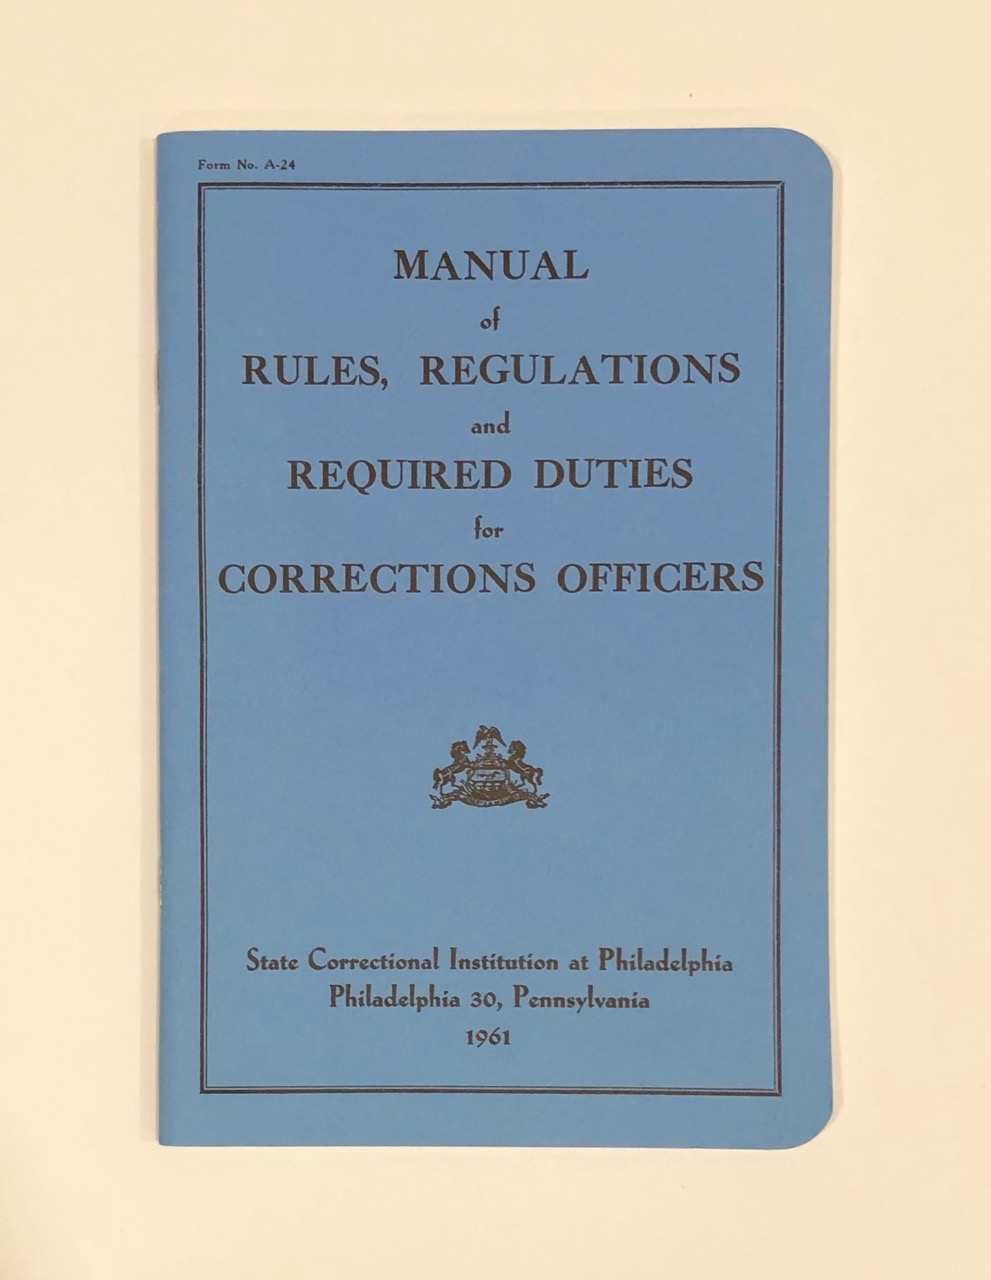 Form No. A-24
MANUAL
of
RULES, REGULATIONS
and
REQUIRED DUTIES
for
CORRECTIONS OFFICERS
State Correctional Institution at Philadelphia
Philadelphia 30, Pennsylvania
1961